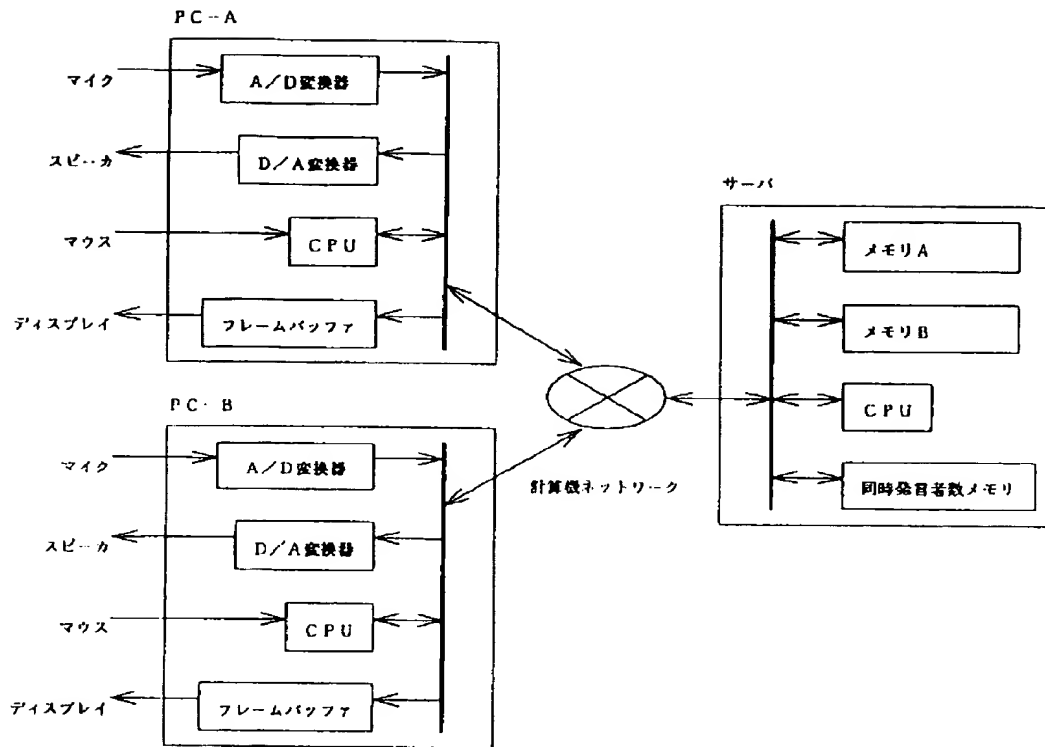 PC-A
マイク
A/D変換器
スピーカ
D/A変換器
マウス
CPU
ディスプレイ
フレームバッファ
PC-B
マイク
A/D変換器
スピーカ
D/A変換器
マウス
CPU
ディスプレイ
フレームバッファ
計算機ネットワーク
サーバ
メモリA
メモリB
CPU
同時発言者数メモリ